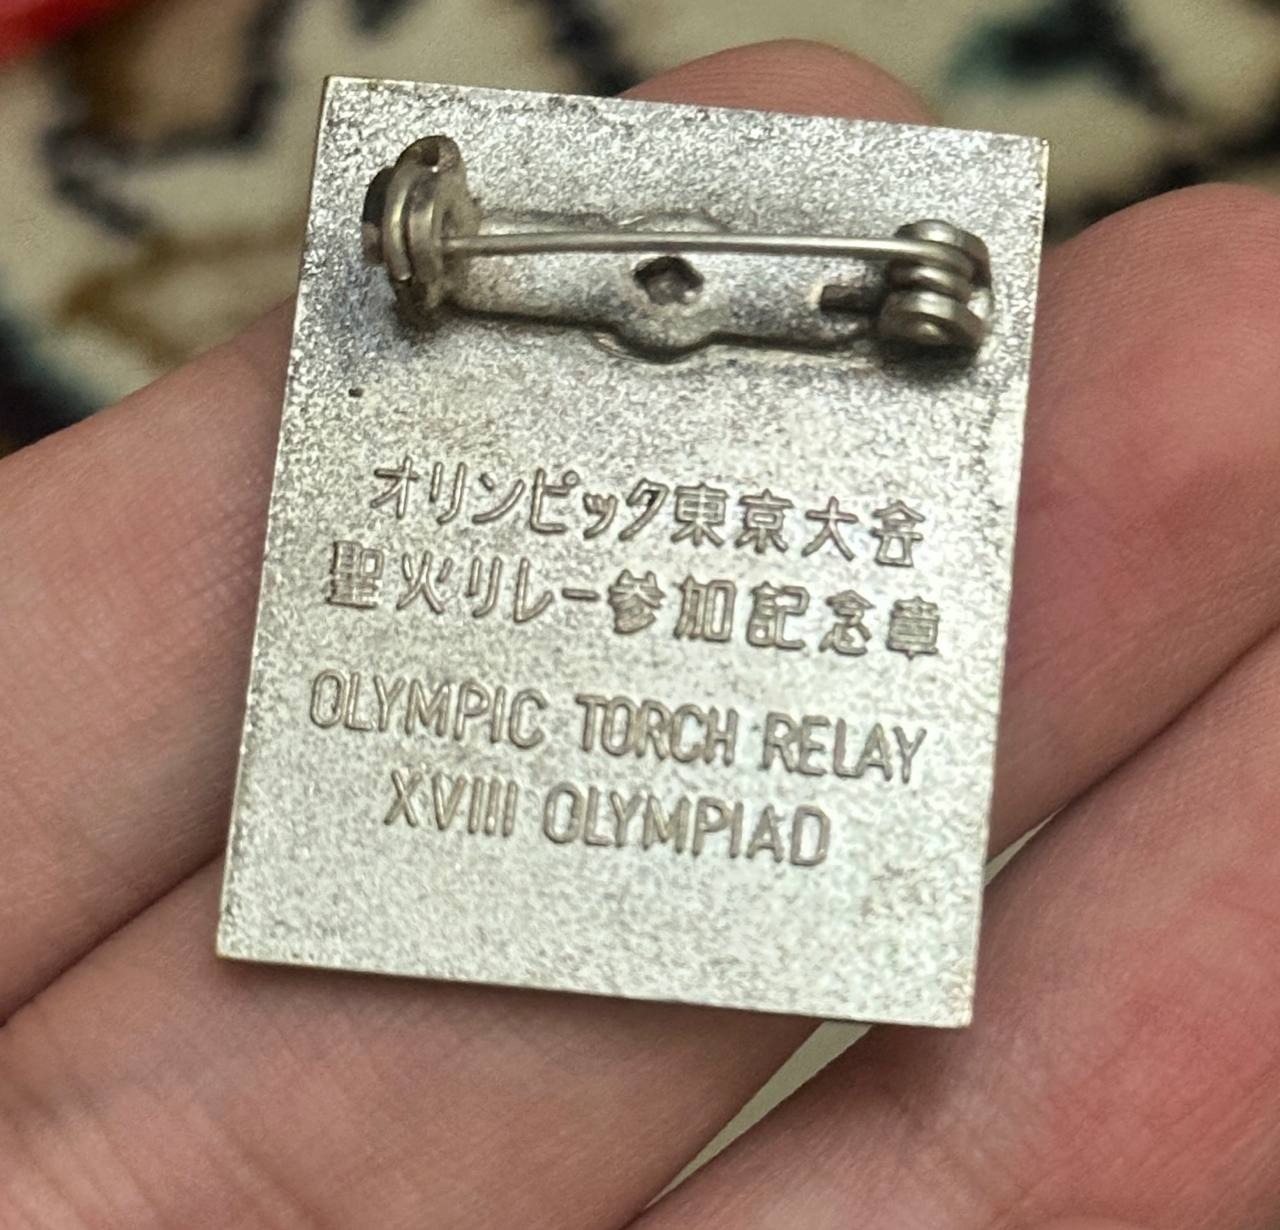 オリンピック東京大会
聖火リレー参加記念章
OLYMPIC TORCH RELAY
XVIII OLYMPIAD